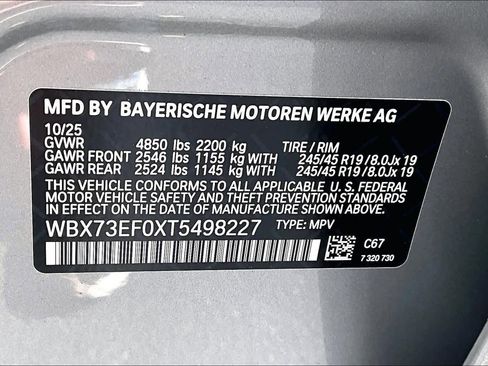 MFD BY BAYERISCHE MOTOREN WERKE AG
10/25
GVWR 4850 lbs 2200 kg TIRE / RIM
GAWR FRONT 2546 lbs 1155 kg WITH 245/45 R19 / 8.0Jx 19
GAWR REAR 2524 lbs 1145 kg WITH 245/45 R19 / 8.0Jx 19
THIS VEHICLE CONFORMS TO ALL APPLICABLE U. S. FEDERAL
MOTOR VEHICLE SAFETY AND THEFT PREVENTION STANDARDS
IN EFFECT ON THE DATE OF MANUFACTURE SHOWN ABOVE.
WBX73EF0XT5498227 TYPE: MPV
C67
7 320 730